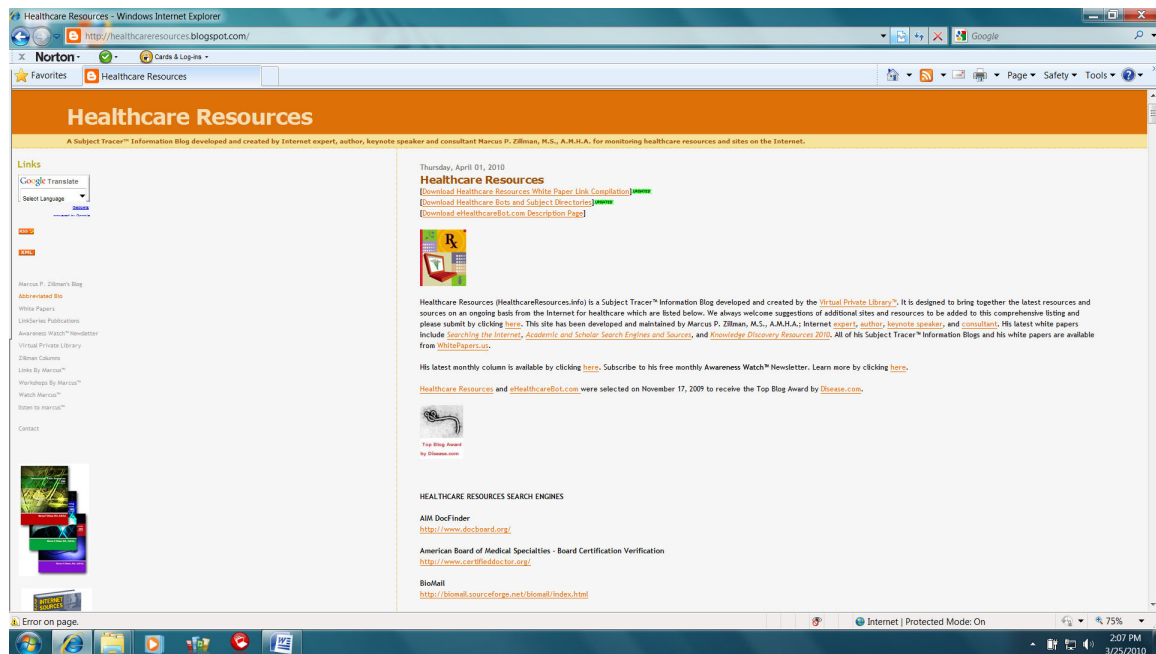 Healthcare Resources - Windows Internet Explorer
http://healthcareresources.blogspot.com/
Google
x Norton
Cards & Log-ins
Favorites
Healthcare Resources
Page Safety Tools
Healthcare Resources
A Subject Tracer™ Information Blog developed and created by Internet expert, author, keynote speaker and consultant Marcus P. Zillman, M.S., A.M.H.A. for monitoring healthcare resources and sites on the Internet.
Links
Google Translate
Select Language
RSS
XML
Marcus P. Zillman's Blog
Abbreviated Bio
White Papers
LinkSeries Publications
Awareness Watch™ Newsletter
Virtual Private Library
Zillman Columns
Links By Marcus™
Workshops By Marcus™
Watch Marcus™
listen to marcus™
Contact
INTERNET
SOURCES
Thursday, April 01, 2010
Healthcare Resources
[Download Healthcare Resources White Paper Link Compilation] UPDATED
[Download Healthcare Bots and Subject Directories] UPDATED
[Download eHealthcareBot.com Description Page]
Rx
Healthcare Resources (HealthcareResources.info) is a Subject Tracer™ Information Blog developed and created by the Virtual Private Library™. It is designed to bring together the latest resources and
sources on an ongoing basis from the Internet for healthcare which are listed below. We always welcome suggestions of additional sites and resources to be added to this comprehensive listing and
please submit by clicking here. This site has been developed and maintained by Marcus P. Zillman, M.S., A.M.H.A.; Internet expert, author, keynote speaker, and consultant. His latest white papers
include Searching the Internet, Academic and Scholar Search Engines and Sources, and Knowledge Discovery Resources 2010. All of his Subject Tracer™ Information Blogs and his white papers are available
from WhitePapers.us.
His latest monthly column is available by clicking here. Subscribe to his free monthly Awareness Watch™ Newsletter. Learn more by clicking here.
Healthcare Resources and eHealthcareBot.com were selected on November 17, 2009 to receive the Top Blog Award by Disease.com.
Top Blog Award
by Disease.com
HEALTHCARE RESOURCES SEARCH ENGINES
AIM DocFinder
http://www.docboard.org/
American Board of Medical Specialties - Board Certification Verification
http://www.certifieddoctor.org/
BioMail
http://biomail.sourceforge.net/biomail/index.html
Error on page.
Internet | Protected Mode: On
75%
2:07 PM
3/25/2010